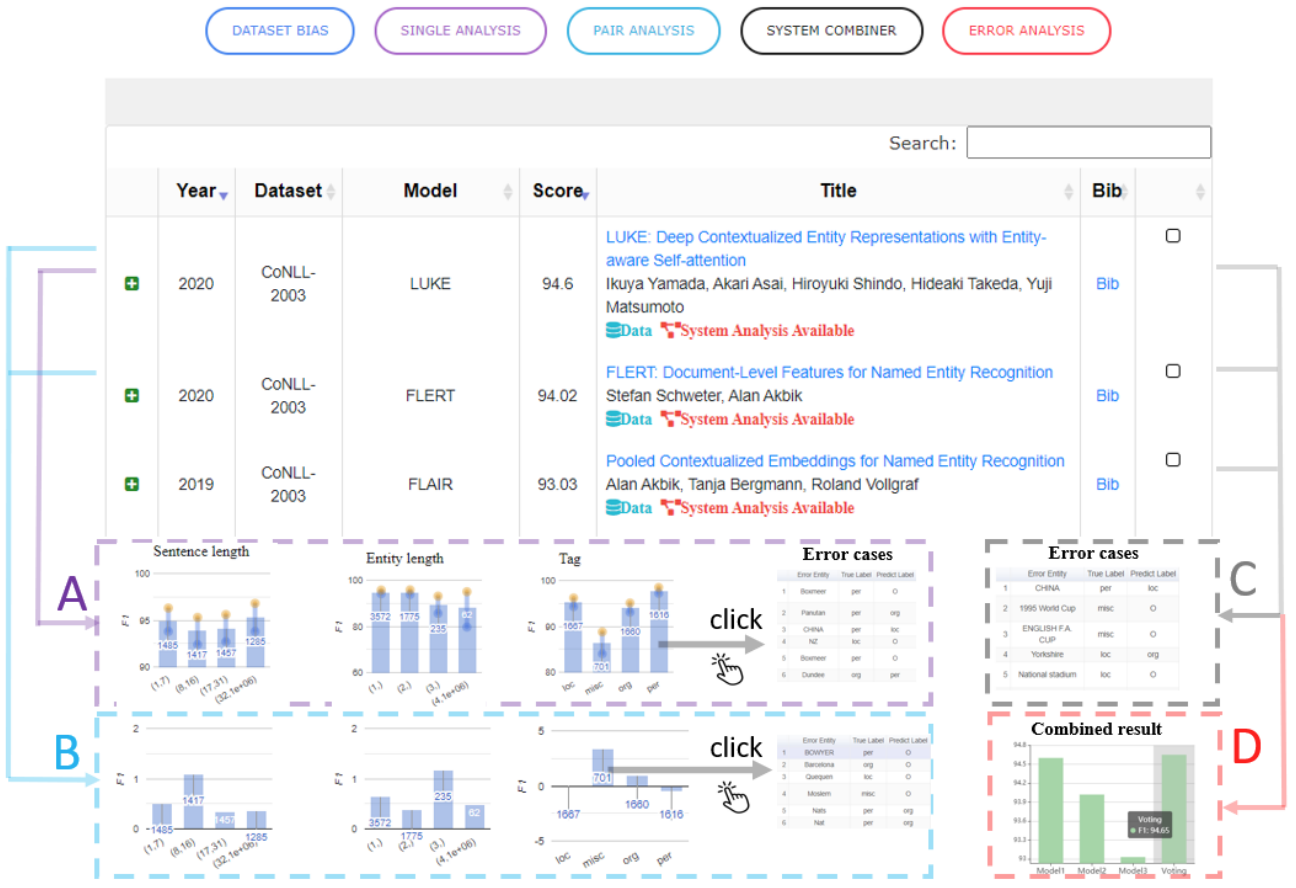 DATASET BIAS
SINGLE ANALYSIS
PAIR ANALYSIS
SYSTEM COMBINER
ERROR ANALYSIS
Search:
Year Dataset Model Score Title Bib
2020 CoNLL-2003 LUKE 94.6
LUKE: Deep Contextualized Entity Representations with Entity-
aware Self-attention
Ikuya Yamada, Akari Asai, Hiroyuki Shindo, Hideaki Takeda, Yuji
Matsumoto
Data System Analysis Available
Bib
2020 CoNLL-2003 FLERT 94.02
FLERT: Document-Level Features for Named Entity Recognition
Stefan Schweter, Alan Akbik
Data System Analysis Available
Bib
2019 CoNLL-2003 FLAIR 93.03
Pooled Contextualized Embeddings for Named Entity Recognition
Alan Akbik, Tanja Bergmann, Roland Vollgraf
Data System Analysis Available
Bib
A
Sentence length
F1
100
95
90
1485 1417 1457 1285
(1,7) (8,16) (17,31) (32,1e+06)
Entity length
F1
100
80
60
3572 1775 235 62
(1,) (2,) (3,) (4,1e+06)
Tag
F1
100
90
80
1667 701 1660 1616
loc misc org per
click
Error cases
Error Entity True Label Predict Label
1 Boxmeer per O
2 Panutan per org
3 CHINA per loc
4 NZ loc O
5 Boxmeer per O
6 Dundee org per
C
Error cases
Error Entity True Label Predict Label
1 CHINA per loc
2 1995 World Cup misc O
3 ENGLISH F.A. CUP misc O
4 Yorkshire loc org
5 National stadium loc O
B
F1
2
1
0
1485 1417 1457 1285
(1,7) (8,16) (17,31) (32,1e+06)
F1
2
1
0
3572 1775 235 62
(1,) (2,) (3,) (4,1e+06)
F1
5
0
-5
1667 701 1660 1616
loc misc org per
click
Error Entity True Label Predict Label
1 BOWYER per O
2 Barcelona org O
3 Querquen loc O
4 Moslem misc O
5 Nats per org
6 Nat per org
D
Combined result
94.8
94.5
94.2
93.9
93.6
93.3
93
Voting
F1: 94.65
Model1 Model2 Model3 Voting